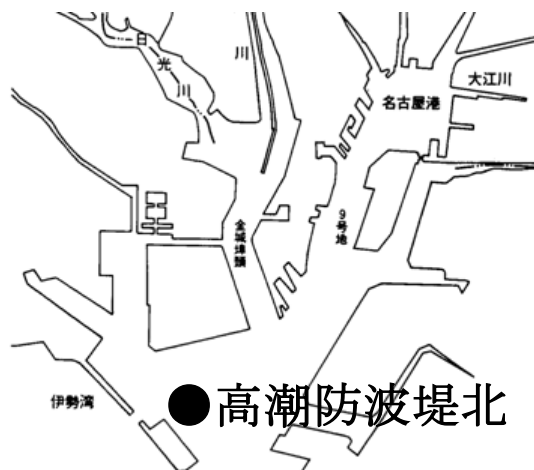 日光川
川
大江川
名古屋港
9号地
金城埠頭
伊勢湾
●高潮防波堤北